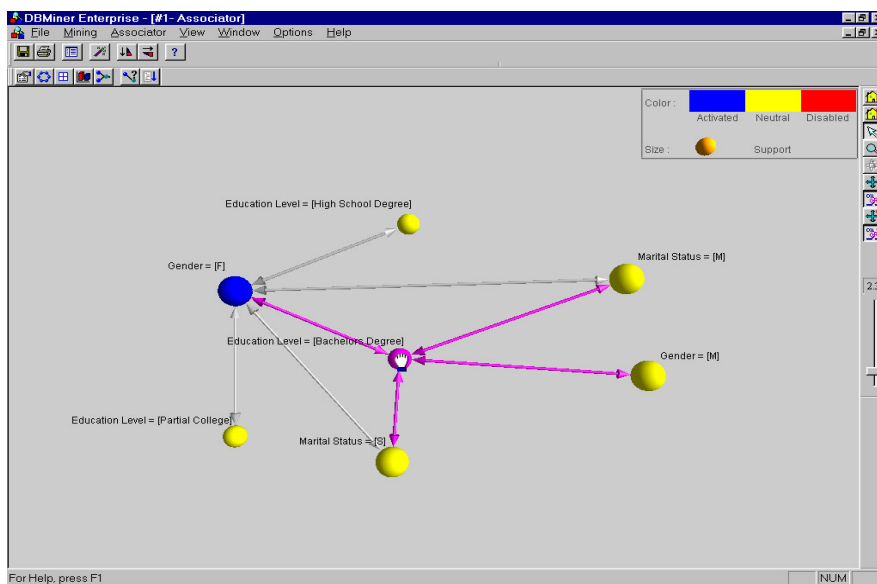 DBMiner Enterprise - [#1- Associator]
File Mining Associator View Window Options Help
?
?
Color :
Activated Neutral Disabled
Size : Support
Education Level = [High School Degree]
Gender = [F]
Marital Status = [M]
Education Level = [Bachelors Degree]
Gender = [M]
Education Level = [Partial College]
Marital Status = [S]
For Help, press F1
NUM